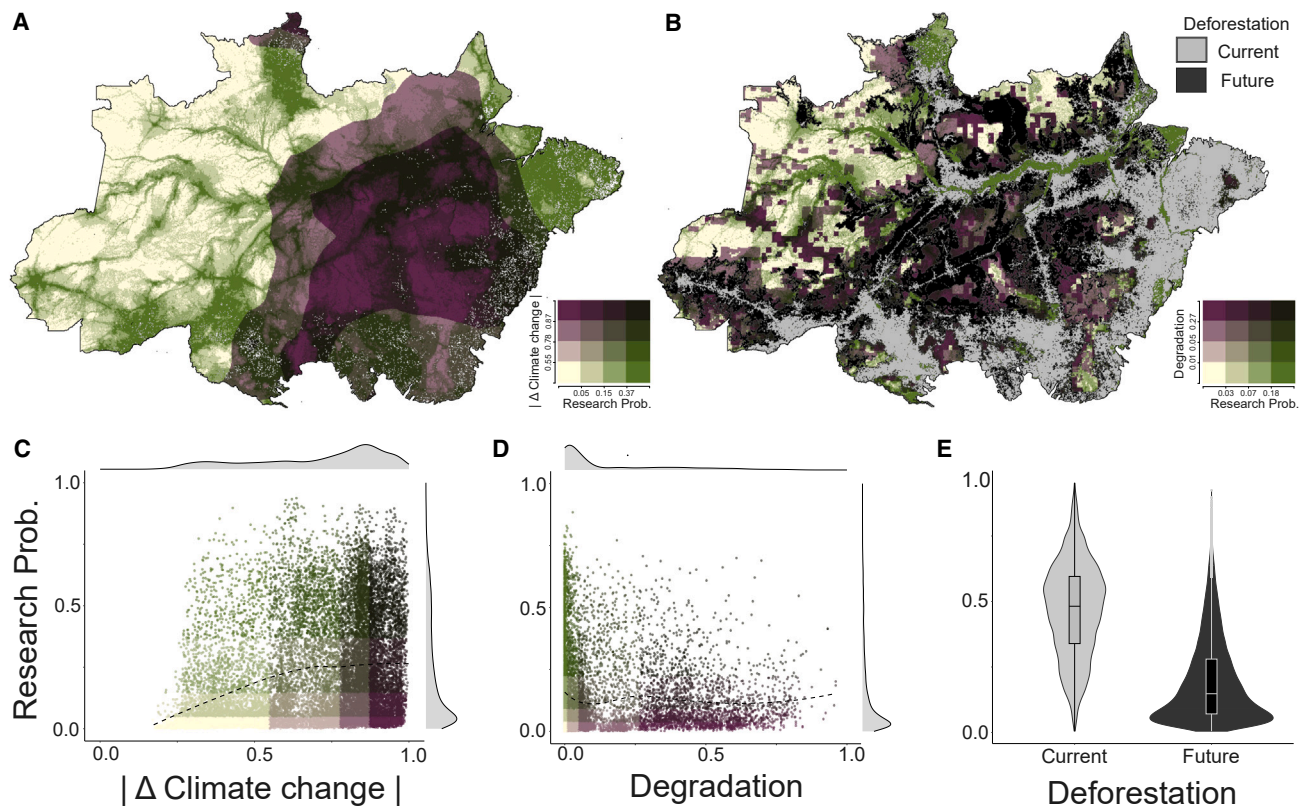 A
B
Deforestation
Current
Future
| Δ Climate change |
0.87
0.78
0.55
0.05 0.15 0.37
Research Prob.
Degradation
0.27
0.05
0.01
0.03 0.07 0.18
Research Prob.
C
D
E
Research Prob.
1.0
0.5
0.0
0.0 0.5 1.0
| Δ Climate change |
1.0
0.5
0.0
0.0 0.5 1.0
Degradation
1.0
0.5
0.0
Current Future
Deforestation